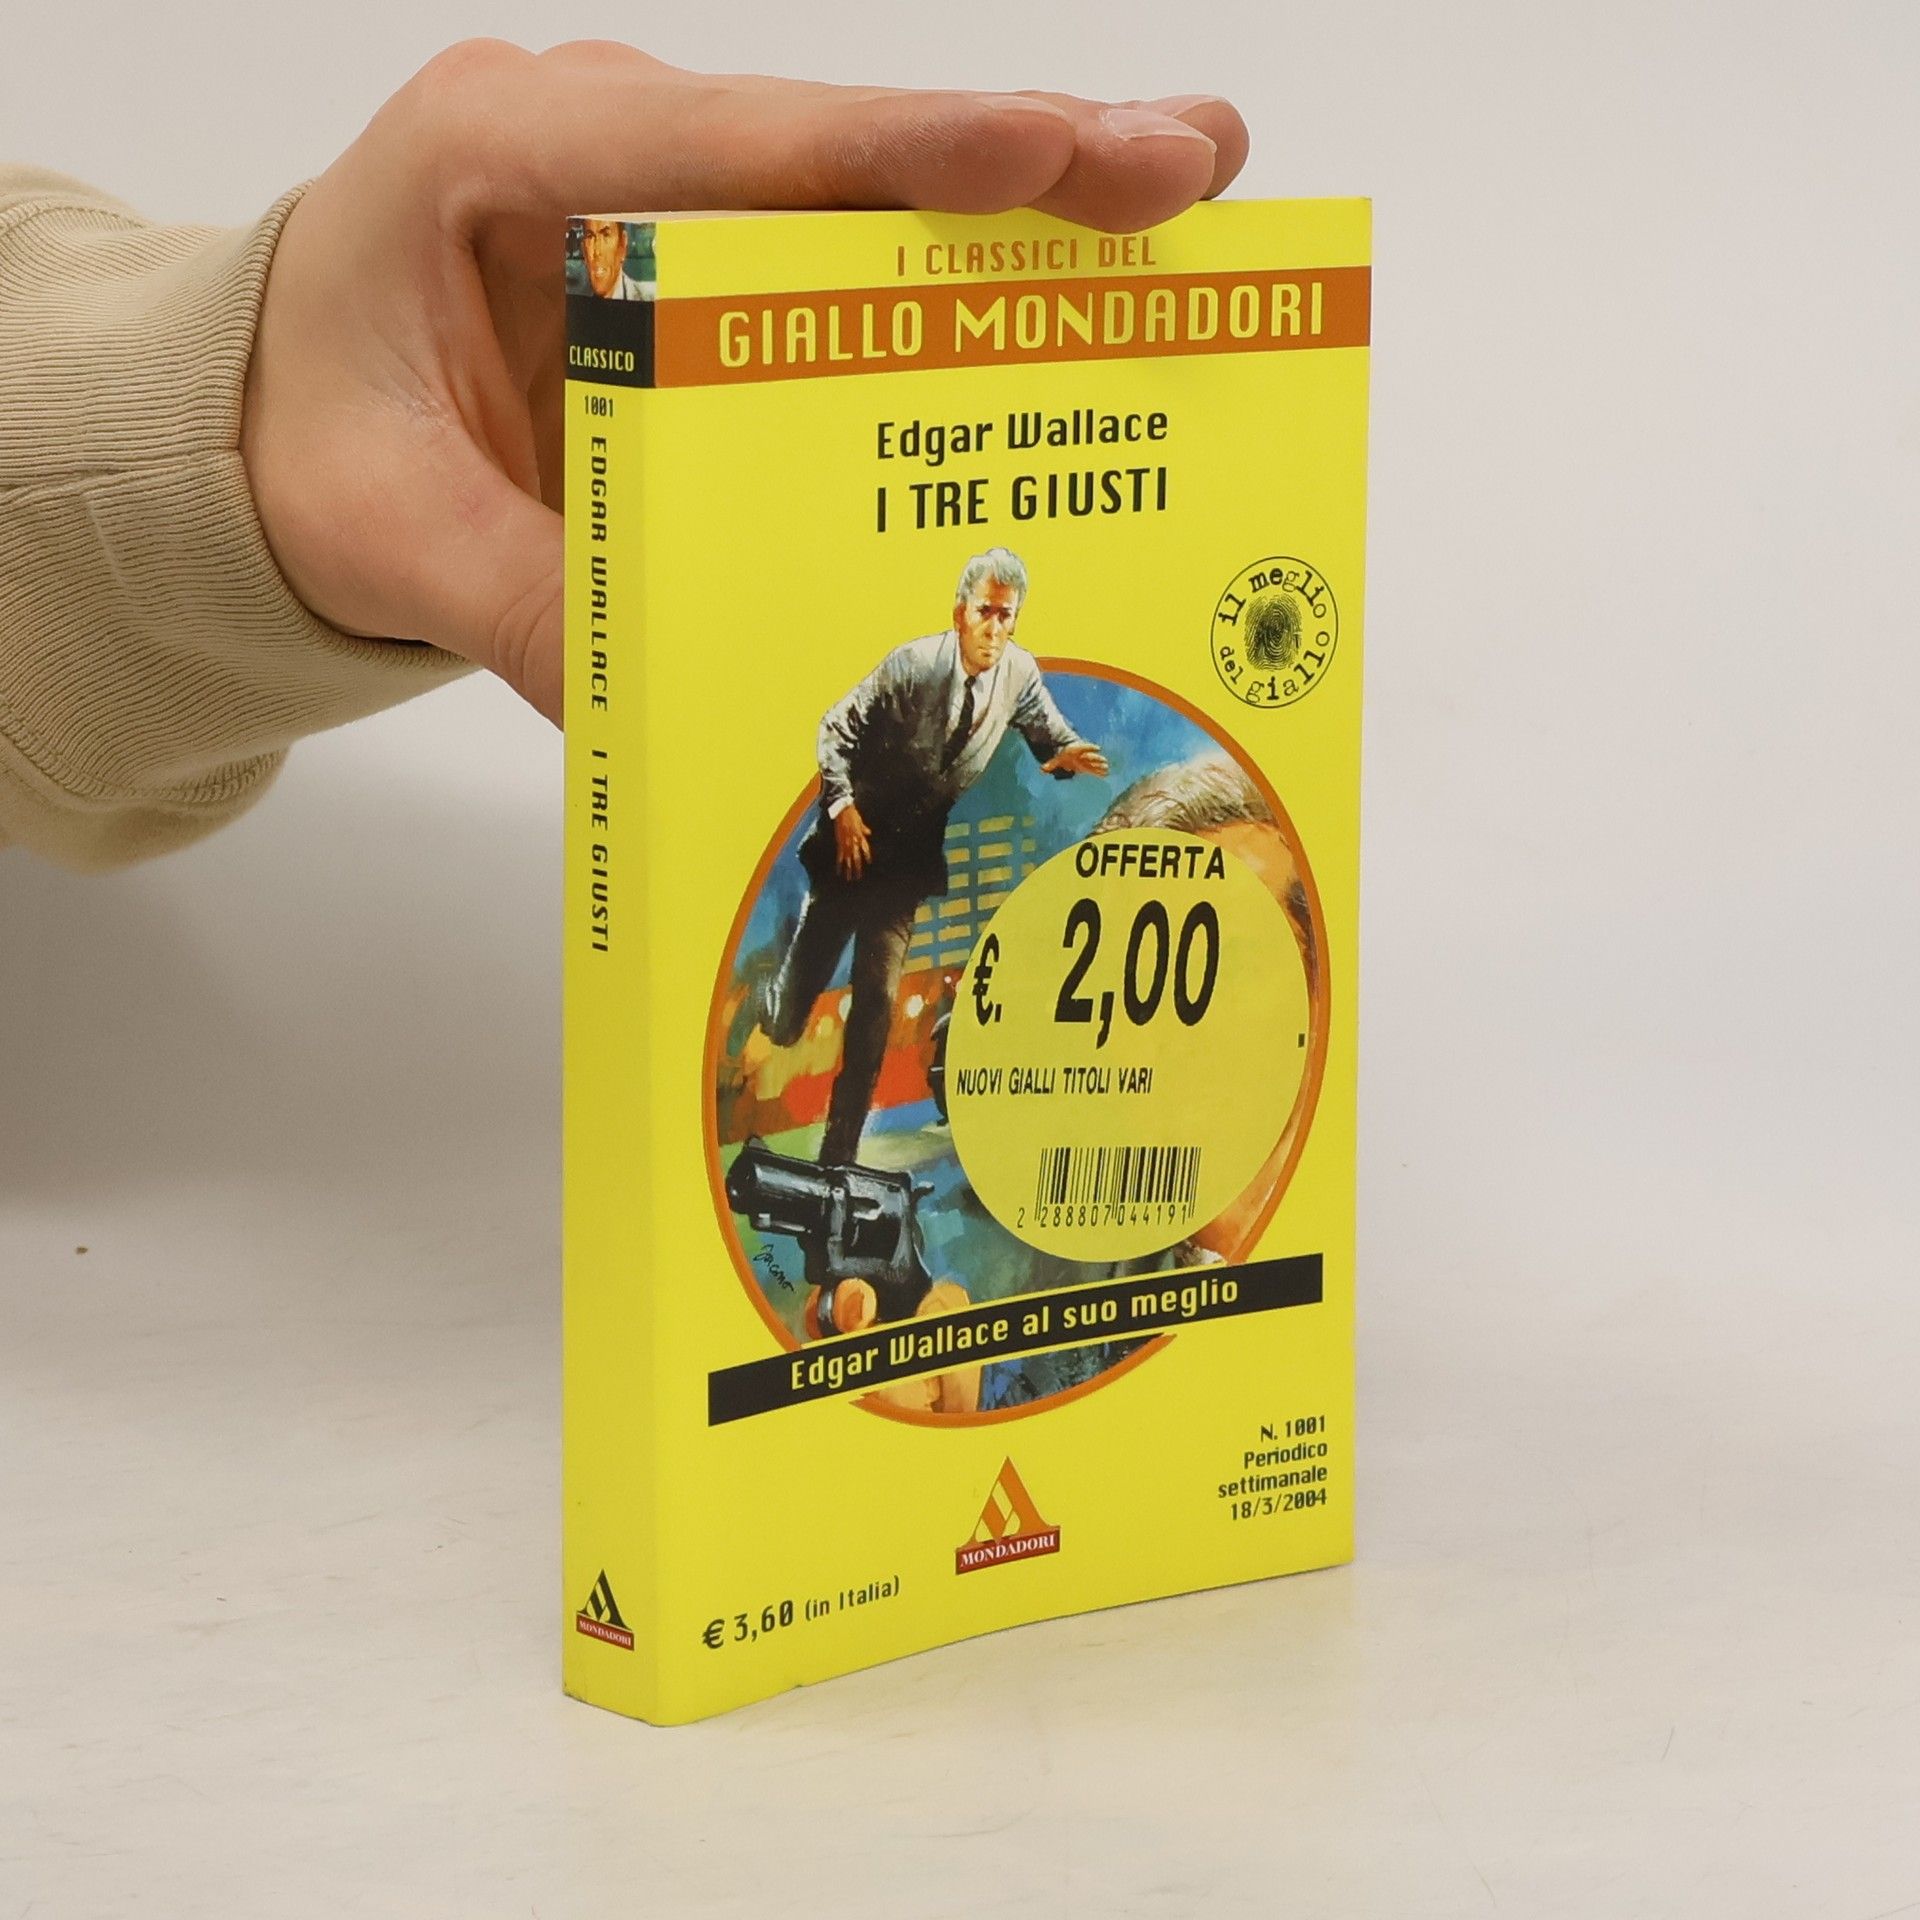 I CLASSICI DEL
GIALLO MONDADORI
Edgar Wallace
I TRE GIUSTI
il meglio
del giallo
OFFERTA
€. 2,00
NUOVI GIALLI TITOLI VARI
2 288807 044191
Edgar Wallace al suo meglio
N. 1001
Periodico
settimanale
18/3/2004
MONDADORI
€ 3,60 (in Italia)
CLASSICO
1001
EDGAR WALLACE I TRE GIUSTI
MONDADORI